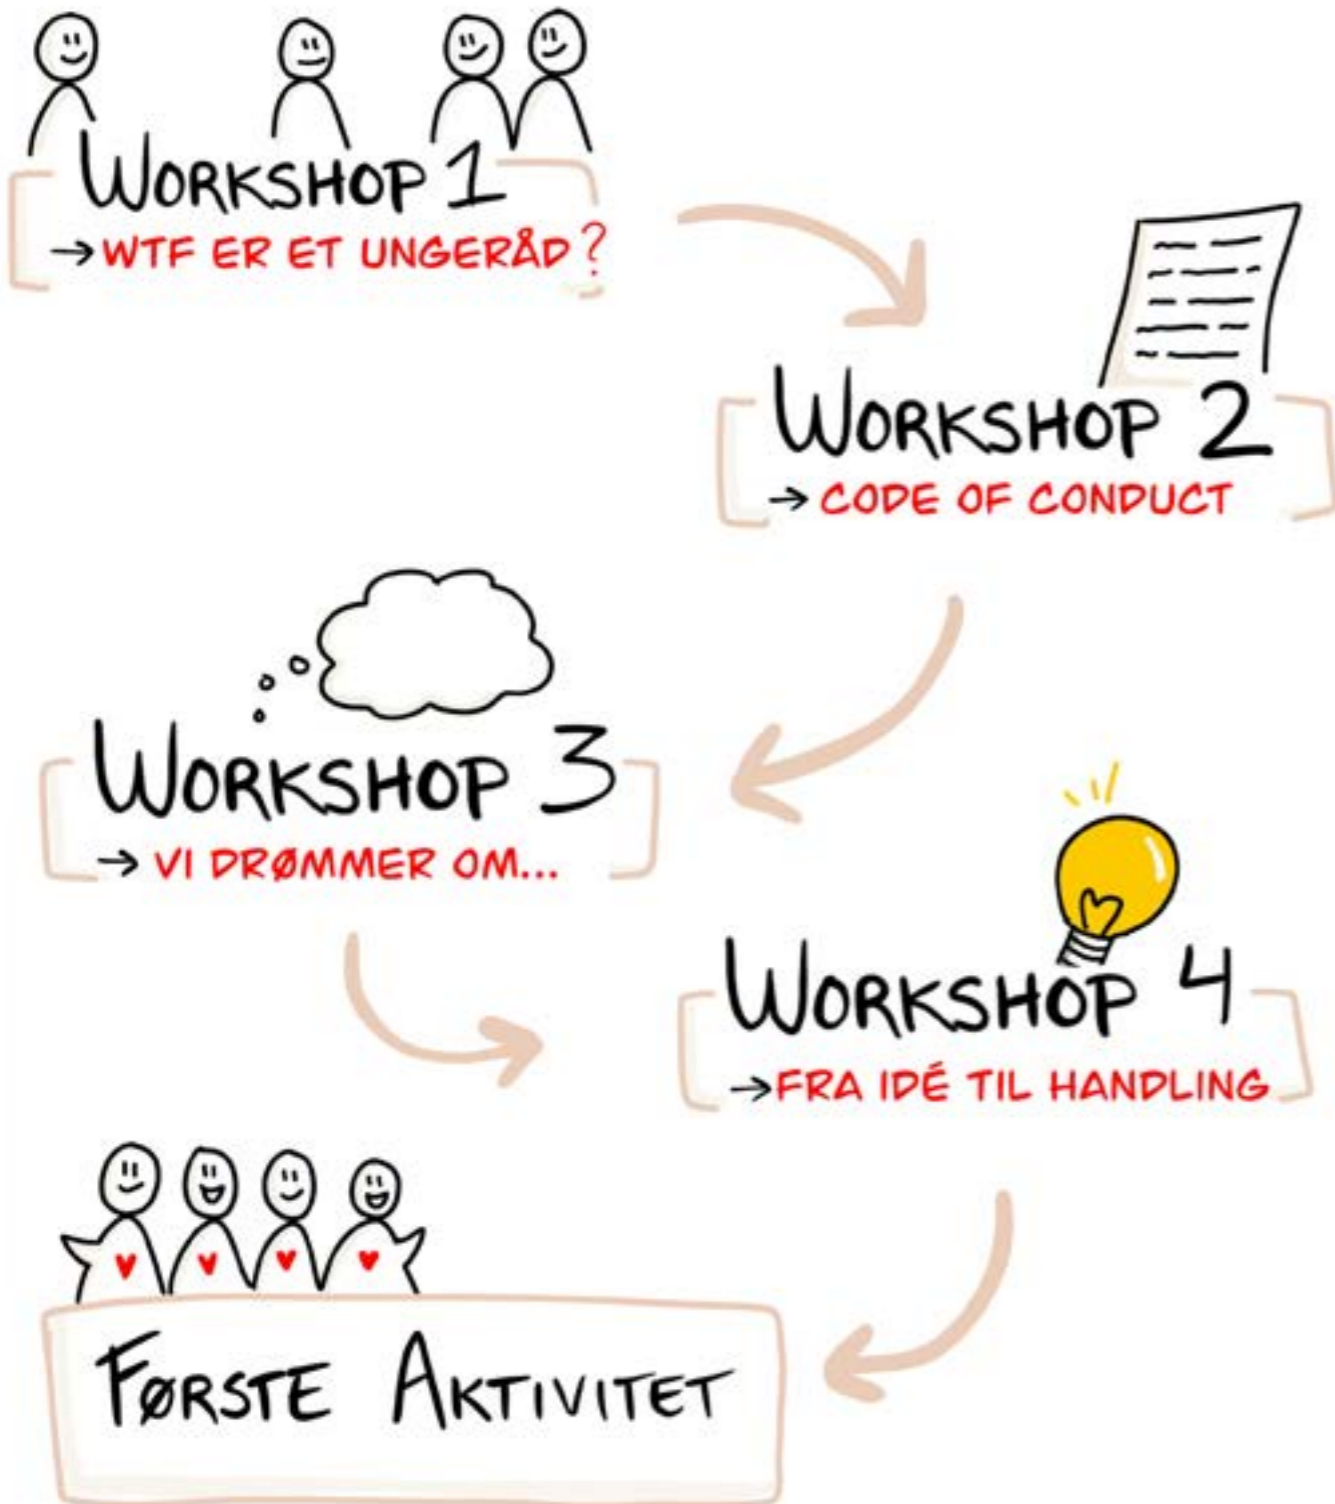 WORKSHOP 1
→ WTF ER ET UNGERÅD?
WORKSHOP 2
→ CODE OF CONDUCT
WORKSHOP 3
→ VI DRØMMER OM...
WORKSHOP 4
→ FRA IDÉ TIL HANDLING
FØRSTE AKTIVITET